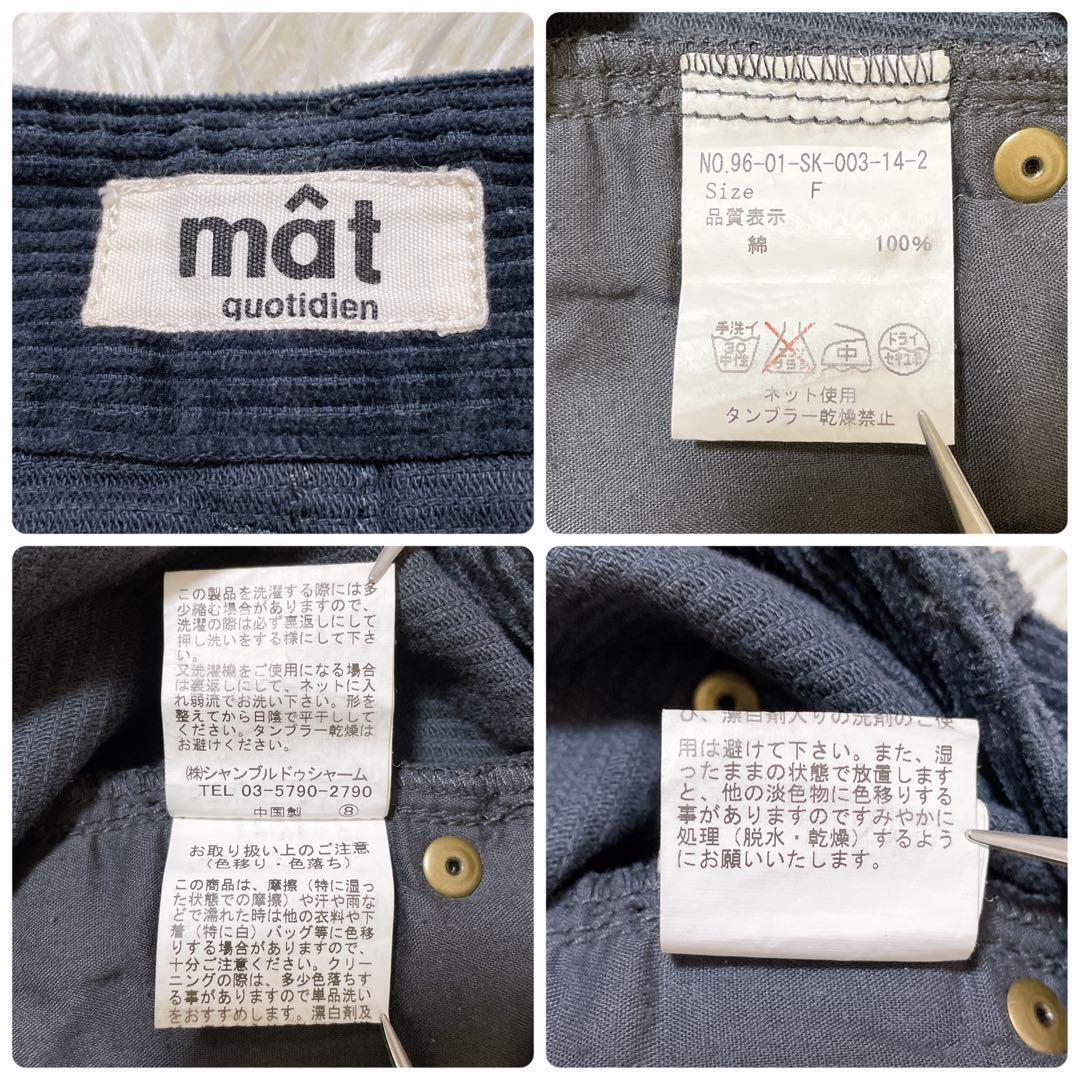 mât
quotidien
NO.96-01-SK-003-14-2
Size F
品質表示
綿 100%
手洗イ
30
中性
中
ドライ
セキユ系
ネット使用
タンブラー乾燥禁止
この製品を洗濯する際には多
少縮む場合がありますので、
洗濯の際は必ず裏返しにして
押し洗いをする様にして下さ
い。
又洗濯機をご使用になる場合
は裏返しにして、ネットに入
れ弱流でお洗い下さい。形を
整えてから日陰で平干しして
ください。タンブラー乾燥は
お避けください。
㈱シャンブルドゥシャーム
TEL 03-5790-2790
中国製 ⑧
お取り扱い上のご注意
(色移り・色落ち)
この商品は、摩擦（特に湿っ
た状態での摩擦）や汗や雨な
どで濡れた時は他の衣料や下
着（特に白）バッグ等に色移
りする場合がありますので、
十分ご注意ください。クリー
ニングの際は、多少色落ちす
る事がありますので単品洗い
をおすすめします。漂白剤及
び、漂白剤入りの洗剤のご使
用は避けて下さい。また、湿
ったままの状態で放置します
と、他の淡色物に色移りする
事がありますのですみやかに
処理（脱水・乾燥）するよう
にお願いいたします。